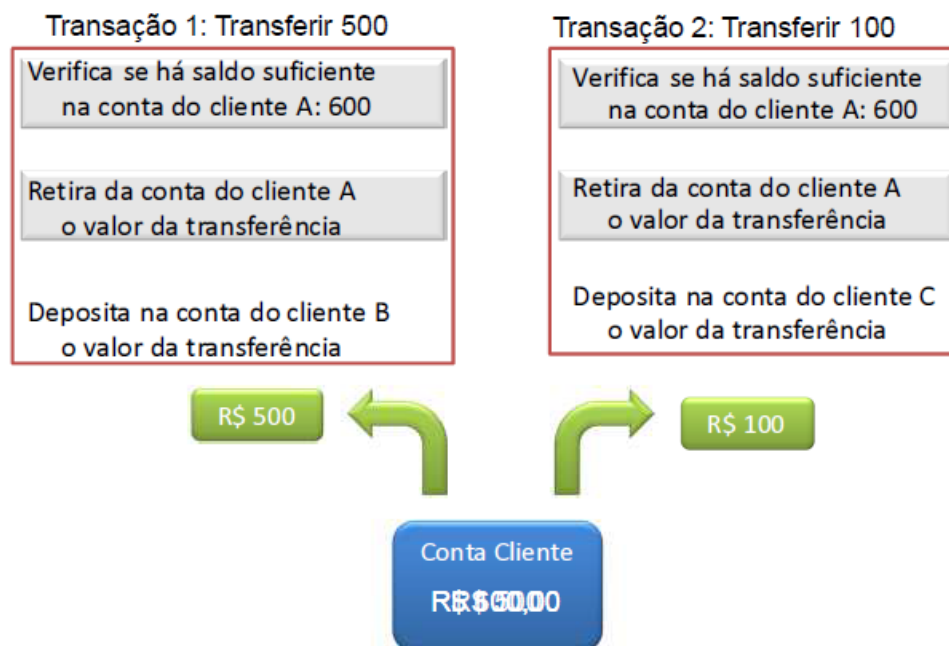 Transação 1: Transferir 500
Verifica se há saldo suficiente
na conta do cliente A: 600
Retira da conta do cliente A
o valor da transferência
Deposita na conta do cliente B
o valor da transferência
Transação 2: Transferir 100
Verifica se há saldo suficiente
na conta do cliente A: 600
Retira da conta do cliente A
o valor da transferência
Deposita na conta do cliente C
o valor da transferência
R$ 500
R$ 100
Conta Cliente